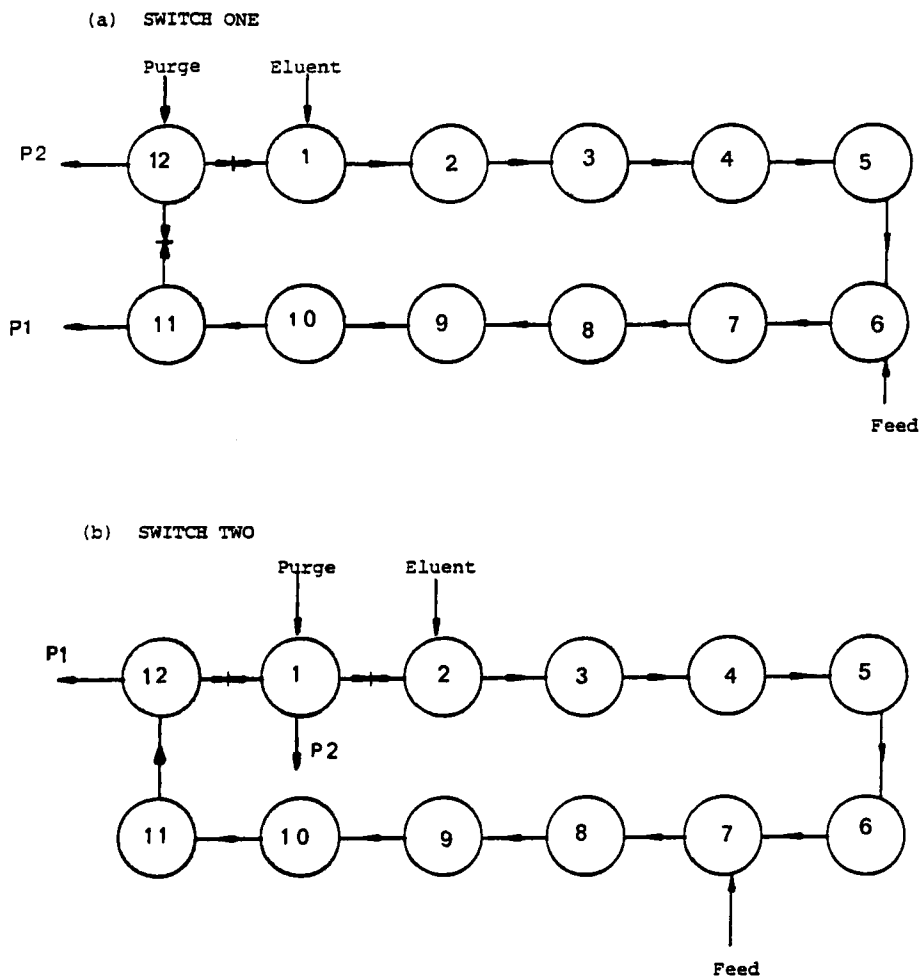 (a) SWITCH ONE
Purge Eluent
P2 12 1 2 3 4 5
P1 11 10 9 8 7 6
Feed
(b) SWITCH TWO
Purge Eluent
P1 12 1 2 3 4 5
P2
11 10 9 8 7 6
Feed